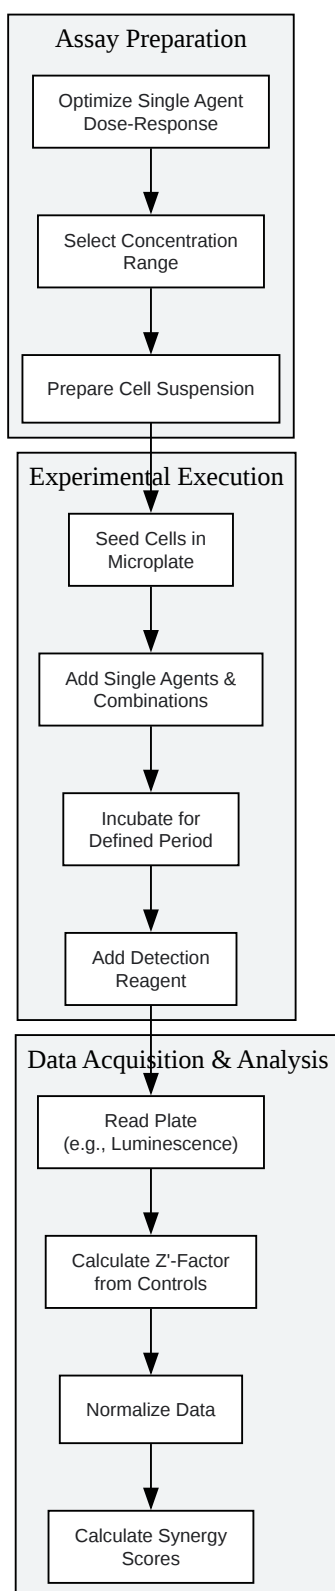 Assay Preparation
Optimize Single Agent
Dose-Response
Select Concentration
Range
Prepare Cell Suspension
Experimental Execution
Seed Cells in
Microplate
Add Single Agents &
Combinations
Incubate for
Defined Period
Add Detection
Reagent
Data Acquisition & Analysis
Read Plate
(e.g., Luminescence)
Calculate Z'-Factor
from Controls
Normalize Data
Calculate Synergy
Scores